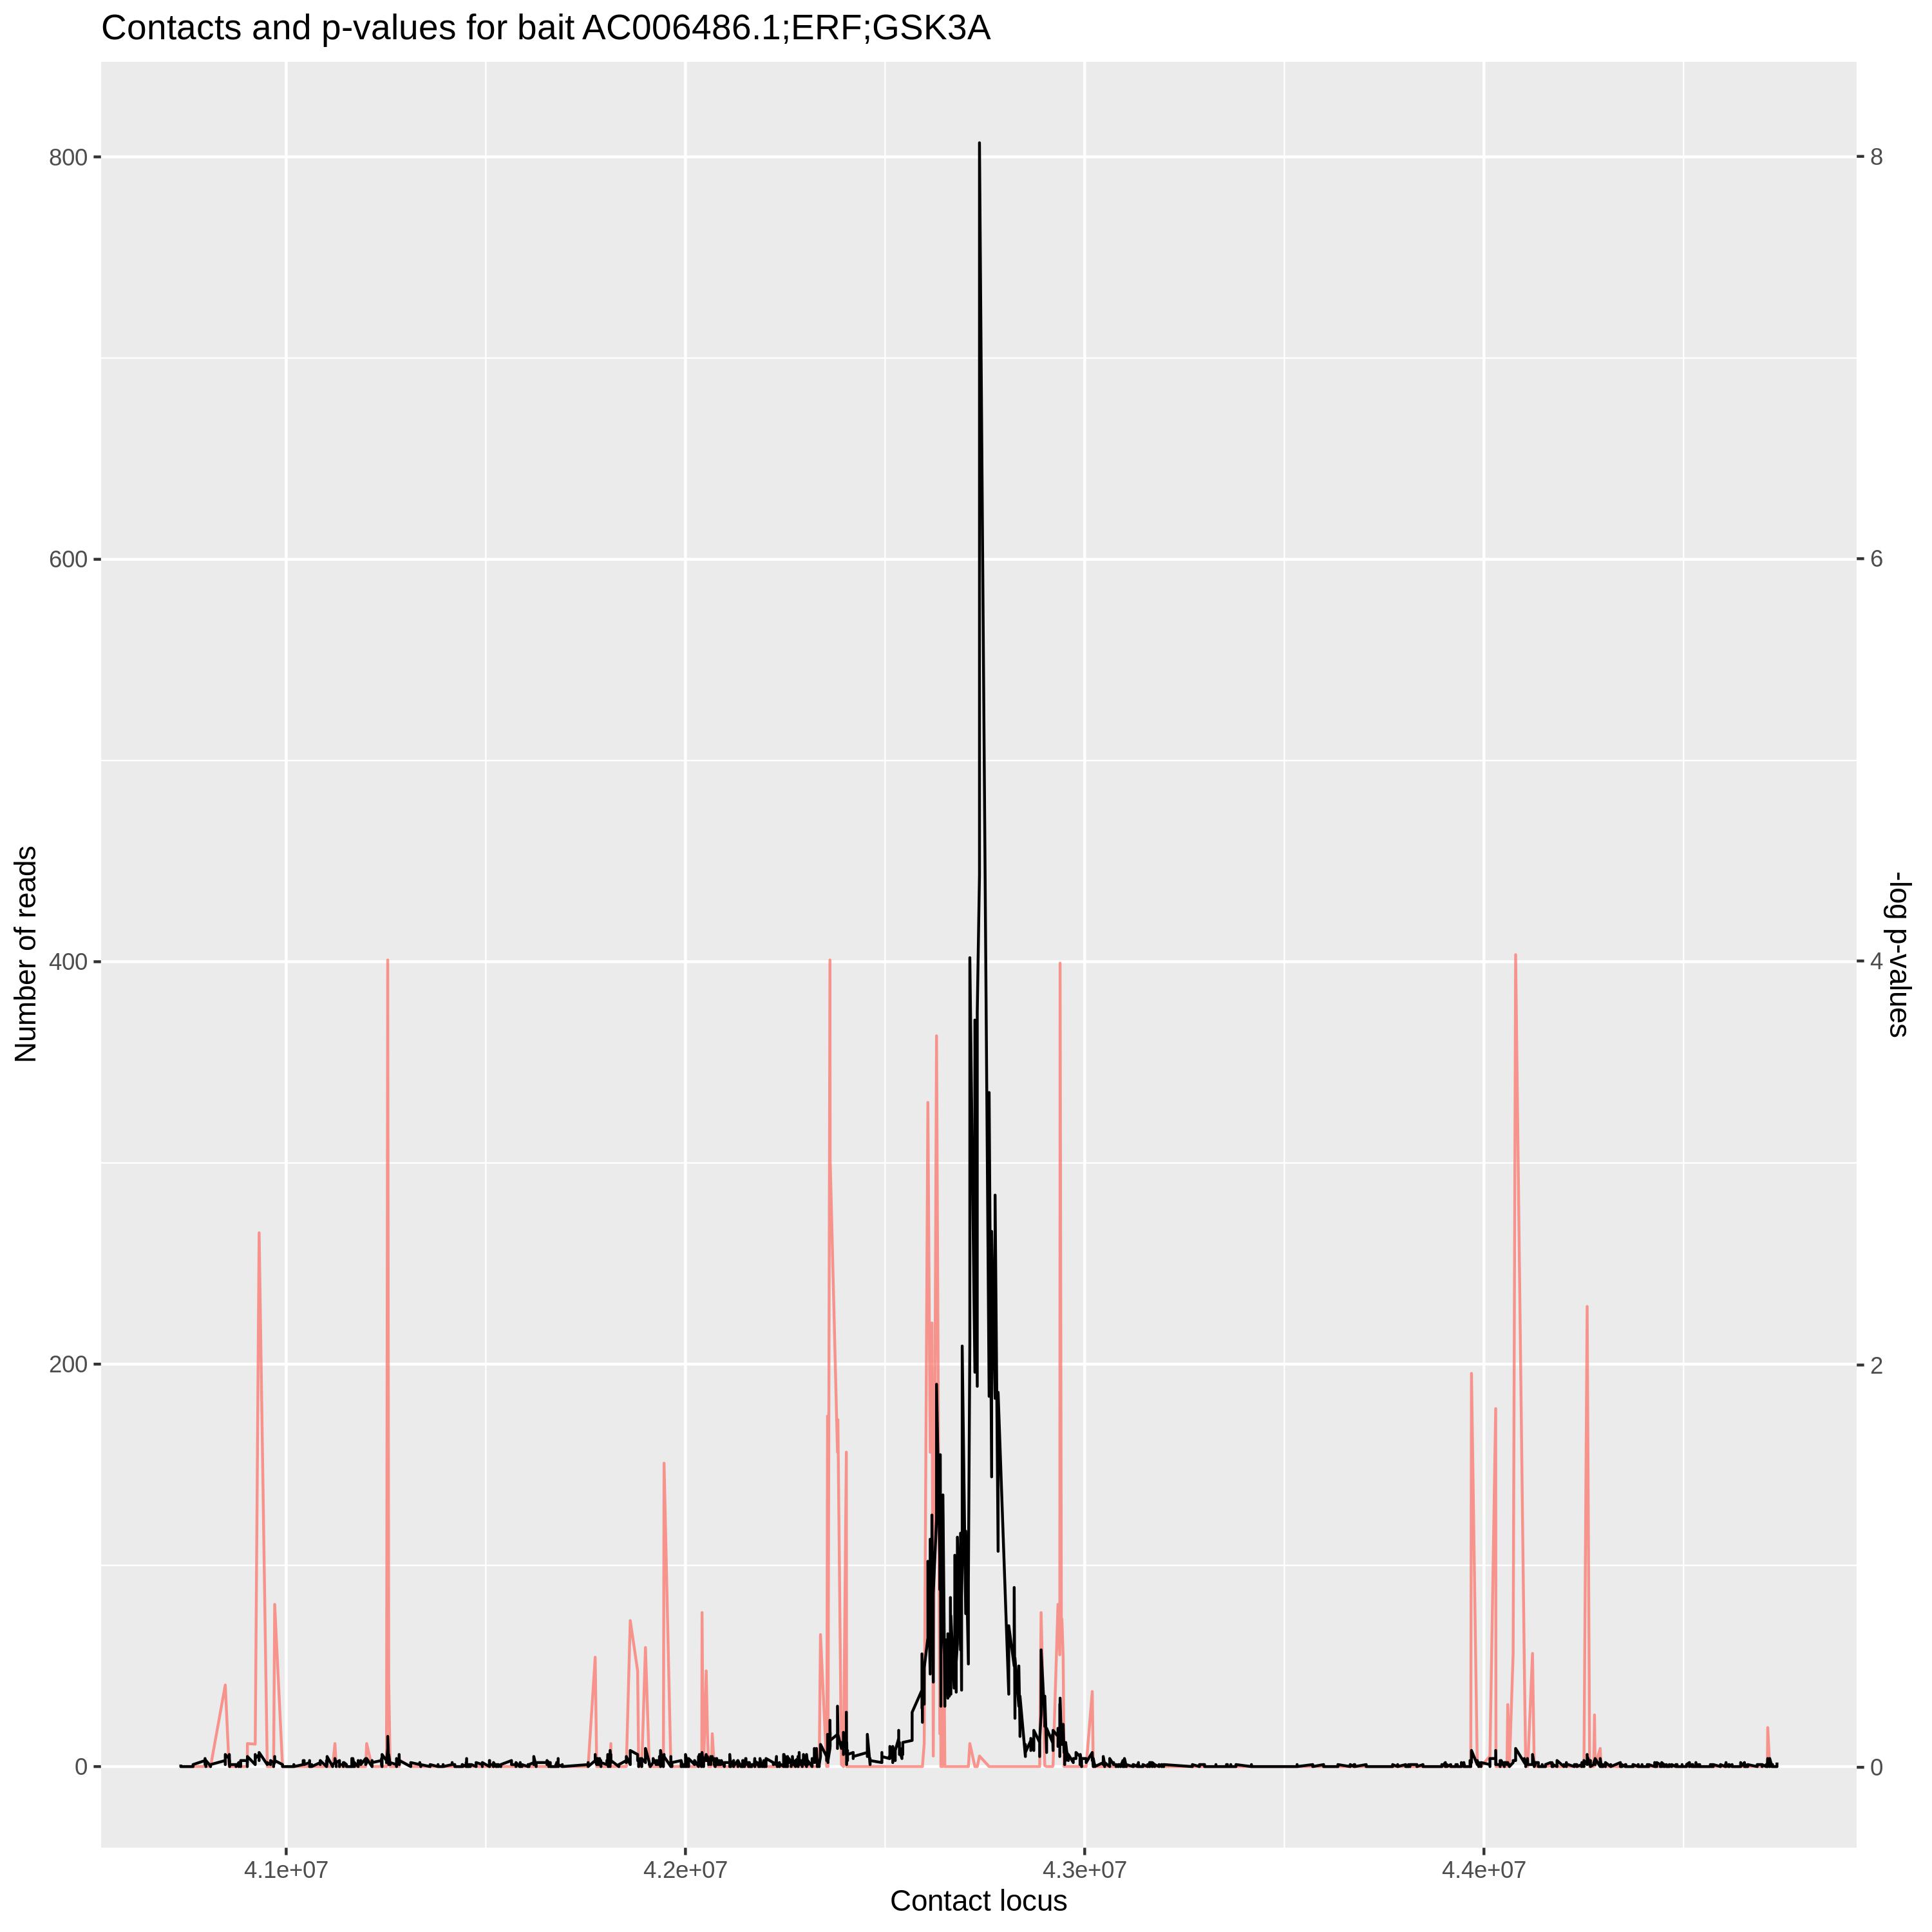 Contacts and p-values for bait AC006486.1;ERF;GSK3A
800
600
400
200
0
Number of reads
8
6
4
2
0
-log p-values
4.1e+07
4.2e+07
4.3e+07
4.4e+07
Contact locus